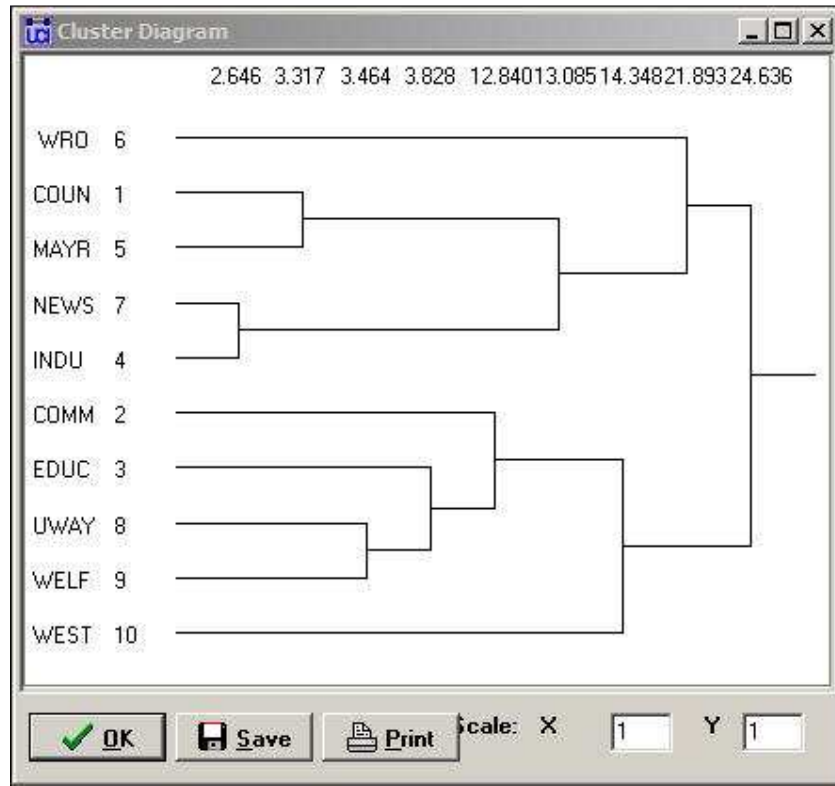 UCI Cluster Diagram
2.646 3.317 3.464 3.828 12.840 13.085 14.348 21.893 24.636
WRO 6
COUN 1
MAYR 5
NEWS 7
INDU 4
COMM 2
EDUC 3
UWAY 8
WELF 9
WEST 10
OK Save Print Scale: X 1 Y 1